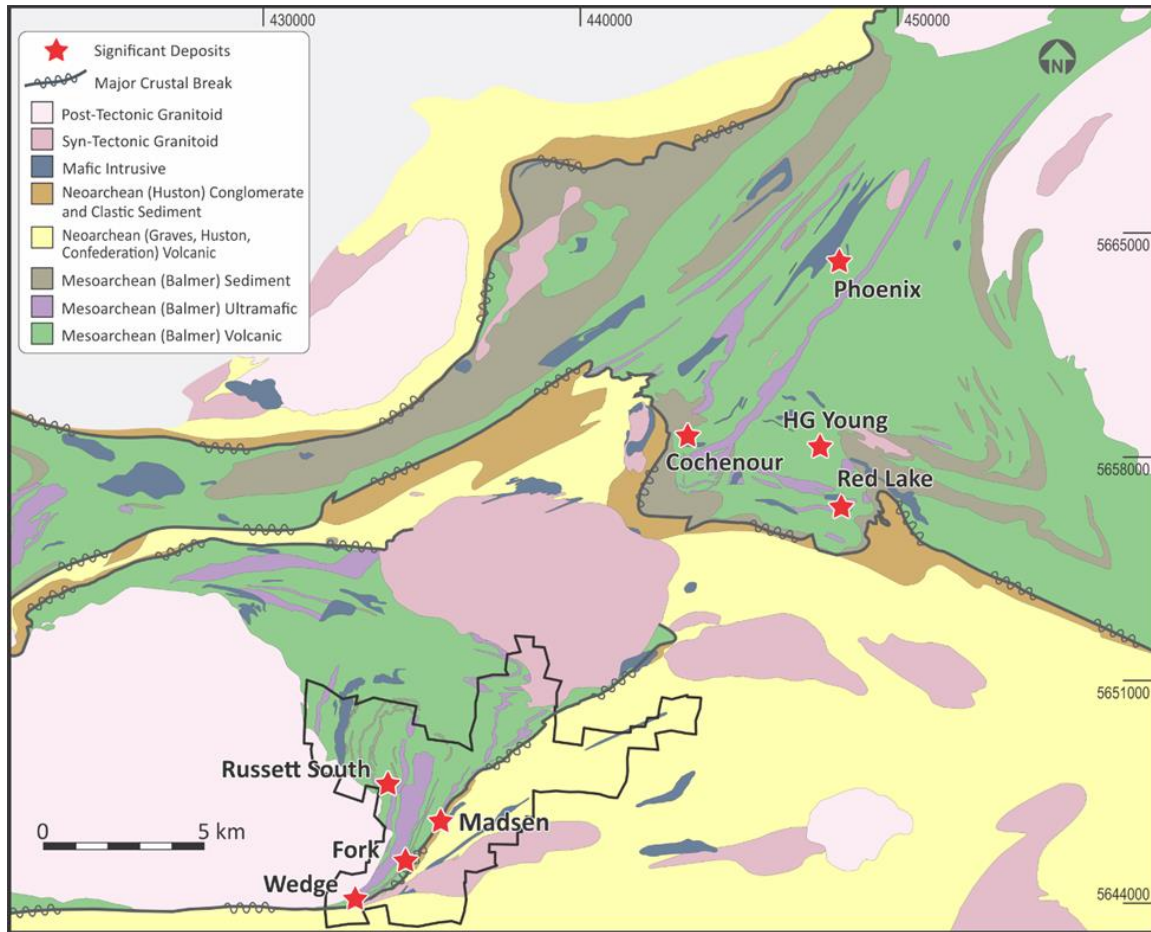 430000
440000
450000
Significant Deposits
Major Crustal Break
Post-Tectonic Granitoid
Syn-Tectonic Granitoid
Mafic Intrusive
Neoarchean (Huston) Conglomerate
and Clastic Sediment
Neoarchean (Graves, Huston,
Confederation) Volcanic
Mesoarchean (Balmer) Sediment
Mesoarchean (Balmer) Ultramafic
Mesoarchean (Balmer) Volcanic
N
5665000
Phoenix
HG Young
Cochenour
5658000
Red Lake
5651000
Russett South
Madsen
0 5 km
Fork
Wedge
5644000